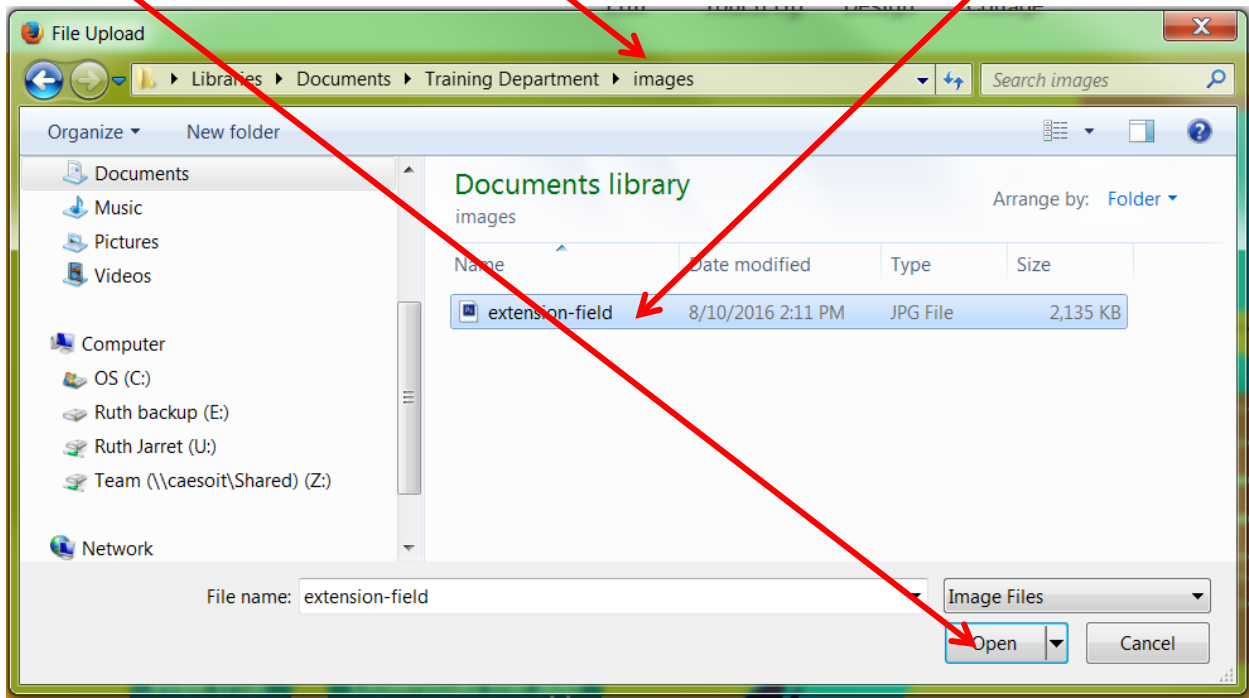 File Upload
Libraries Documents Training Department images Search images
Organize New folder
Documents
Music
Pictures
Videos
Computer
OS (C:)
Ruth backup (E:)
Ruth Jarret (U:)
Team (\\caesoit\Shared) (Z:)
Network
Documents library
images
Arrange by: Folder
Name Date modified Type Size
extension-field 8/10/2016 2:11 PM JPG File 2,135 KB
File name: extension-field Image Files
Open Cancel